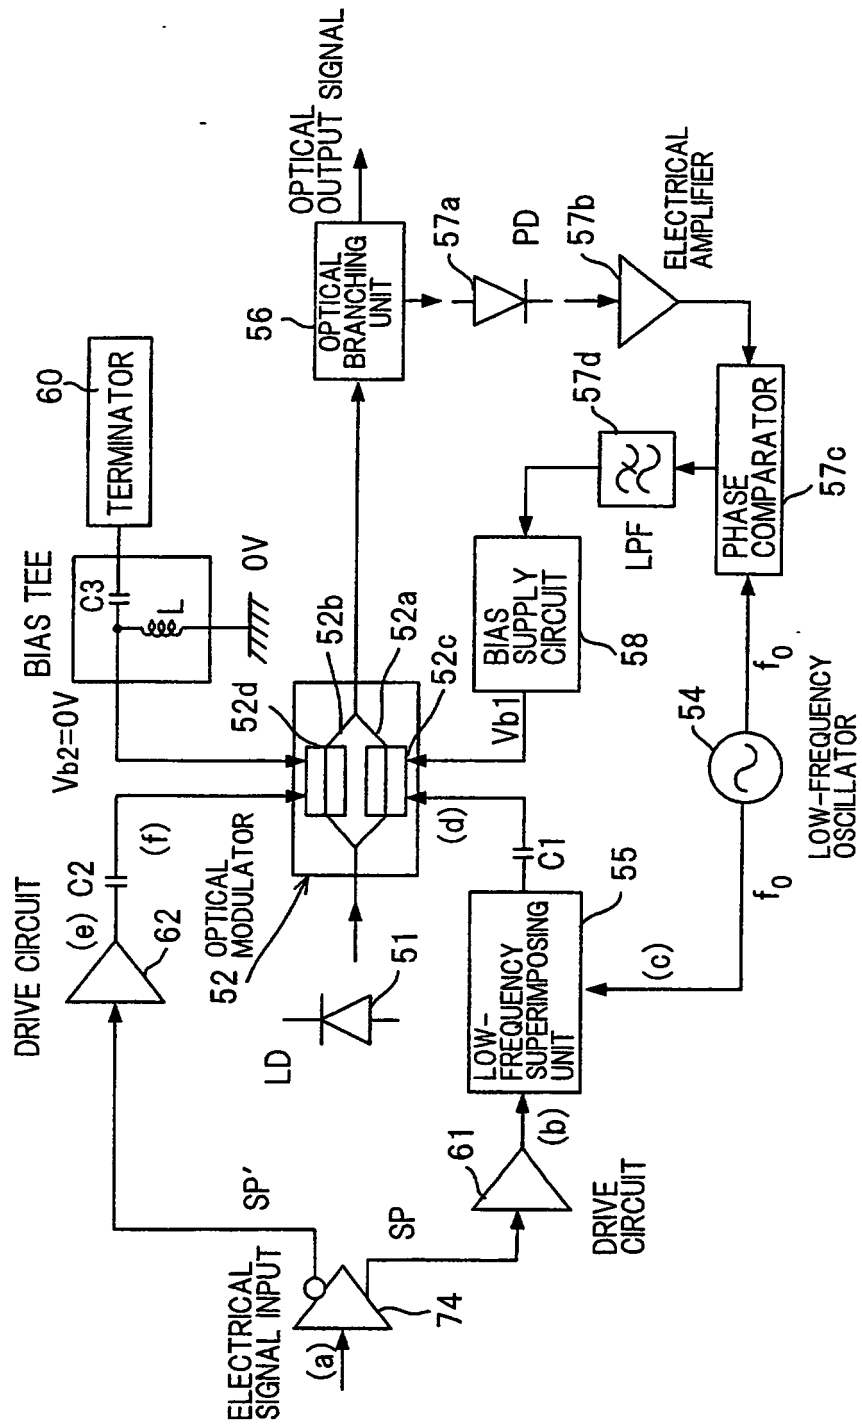 DRIVE CIRCUIT
(e)
C2
(f)
62
Vb2=0V
BIAS TEE
C3
L
0V
60
TERMINATOR
52 OPTICAL
MODULATOR
52d
52b
52a
52c
LD
51
56
OPTICAL
BRANCHING
UNIT
OPTICAL
OUTPUT SIGNAL
57a
PD
57b
ELECTRICAL
AMPLIFIER
57d
LPF
PHASE
COMPARATOR
57c
BIAS
SUPPLY
CIRCUIT
58
Vb1
(d)
C1
LOW-
FREQUENCY
SUPERIMPOSING
UNIT
55
(c)
f0
54
f0
LOW-FREQUENCY
OSCILLATOR
SP'
SP
ELECTRICAL
SIGNAL INPUT
(a)
74
61
(b)
DRIVE
CIRCUIT